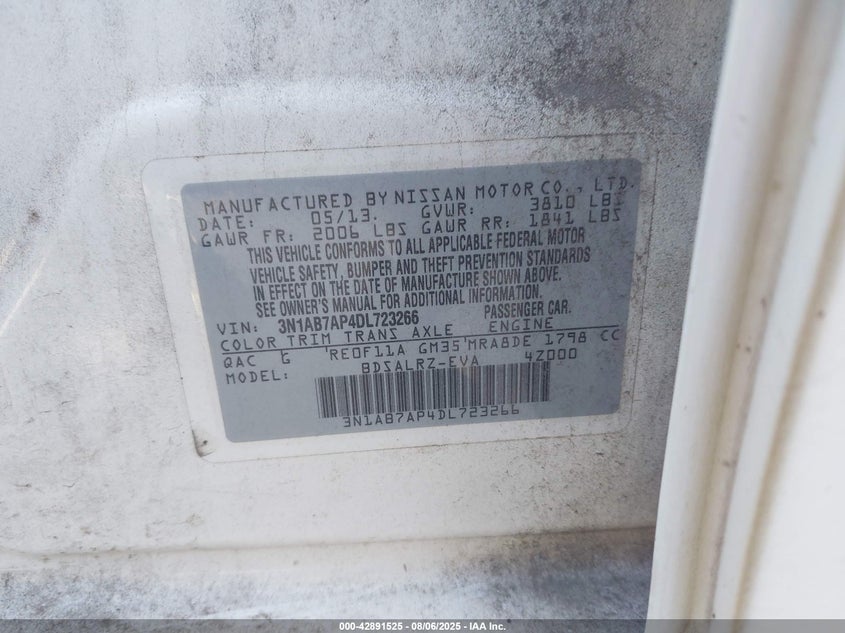 MANUFACTURED BY NISSAN MOTOR CO., LTD.
DATE: 05/13. GVWR: 3810 LBS
GAWR FR: 2006 LBS GAWR RR: 1841 LBS
THIS VEHICLE CONFORMS TO ALL APPLICABLE FEDERAL MOTOR
VEHICLE SAFETY, BUMPER AND THEFT PREVENTION STANDARDS
IN EFFECT ON THE DATE OF MANUFACTURE SHOWN ABOVE.
SEE OWNER'S MANUAL FOR ADDITIONAL INFORMATION.
VIN: 3N1AB7AP4DL723266 PASSENGER CAR.
COLOR TRIM TRANS AXLE ENGINE
QAC G RE0F11A GM35 MRA8DE 1798 CC
MODEL: BDSALRZ-EVA 4Z000
3N1AB7AP4DL723266
000-42891525 - 08/06/2025 - IAA Inc.